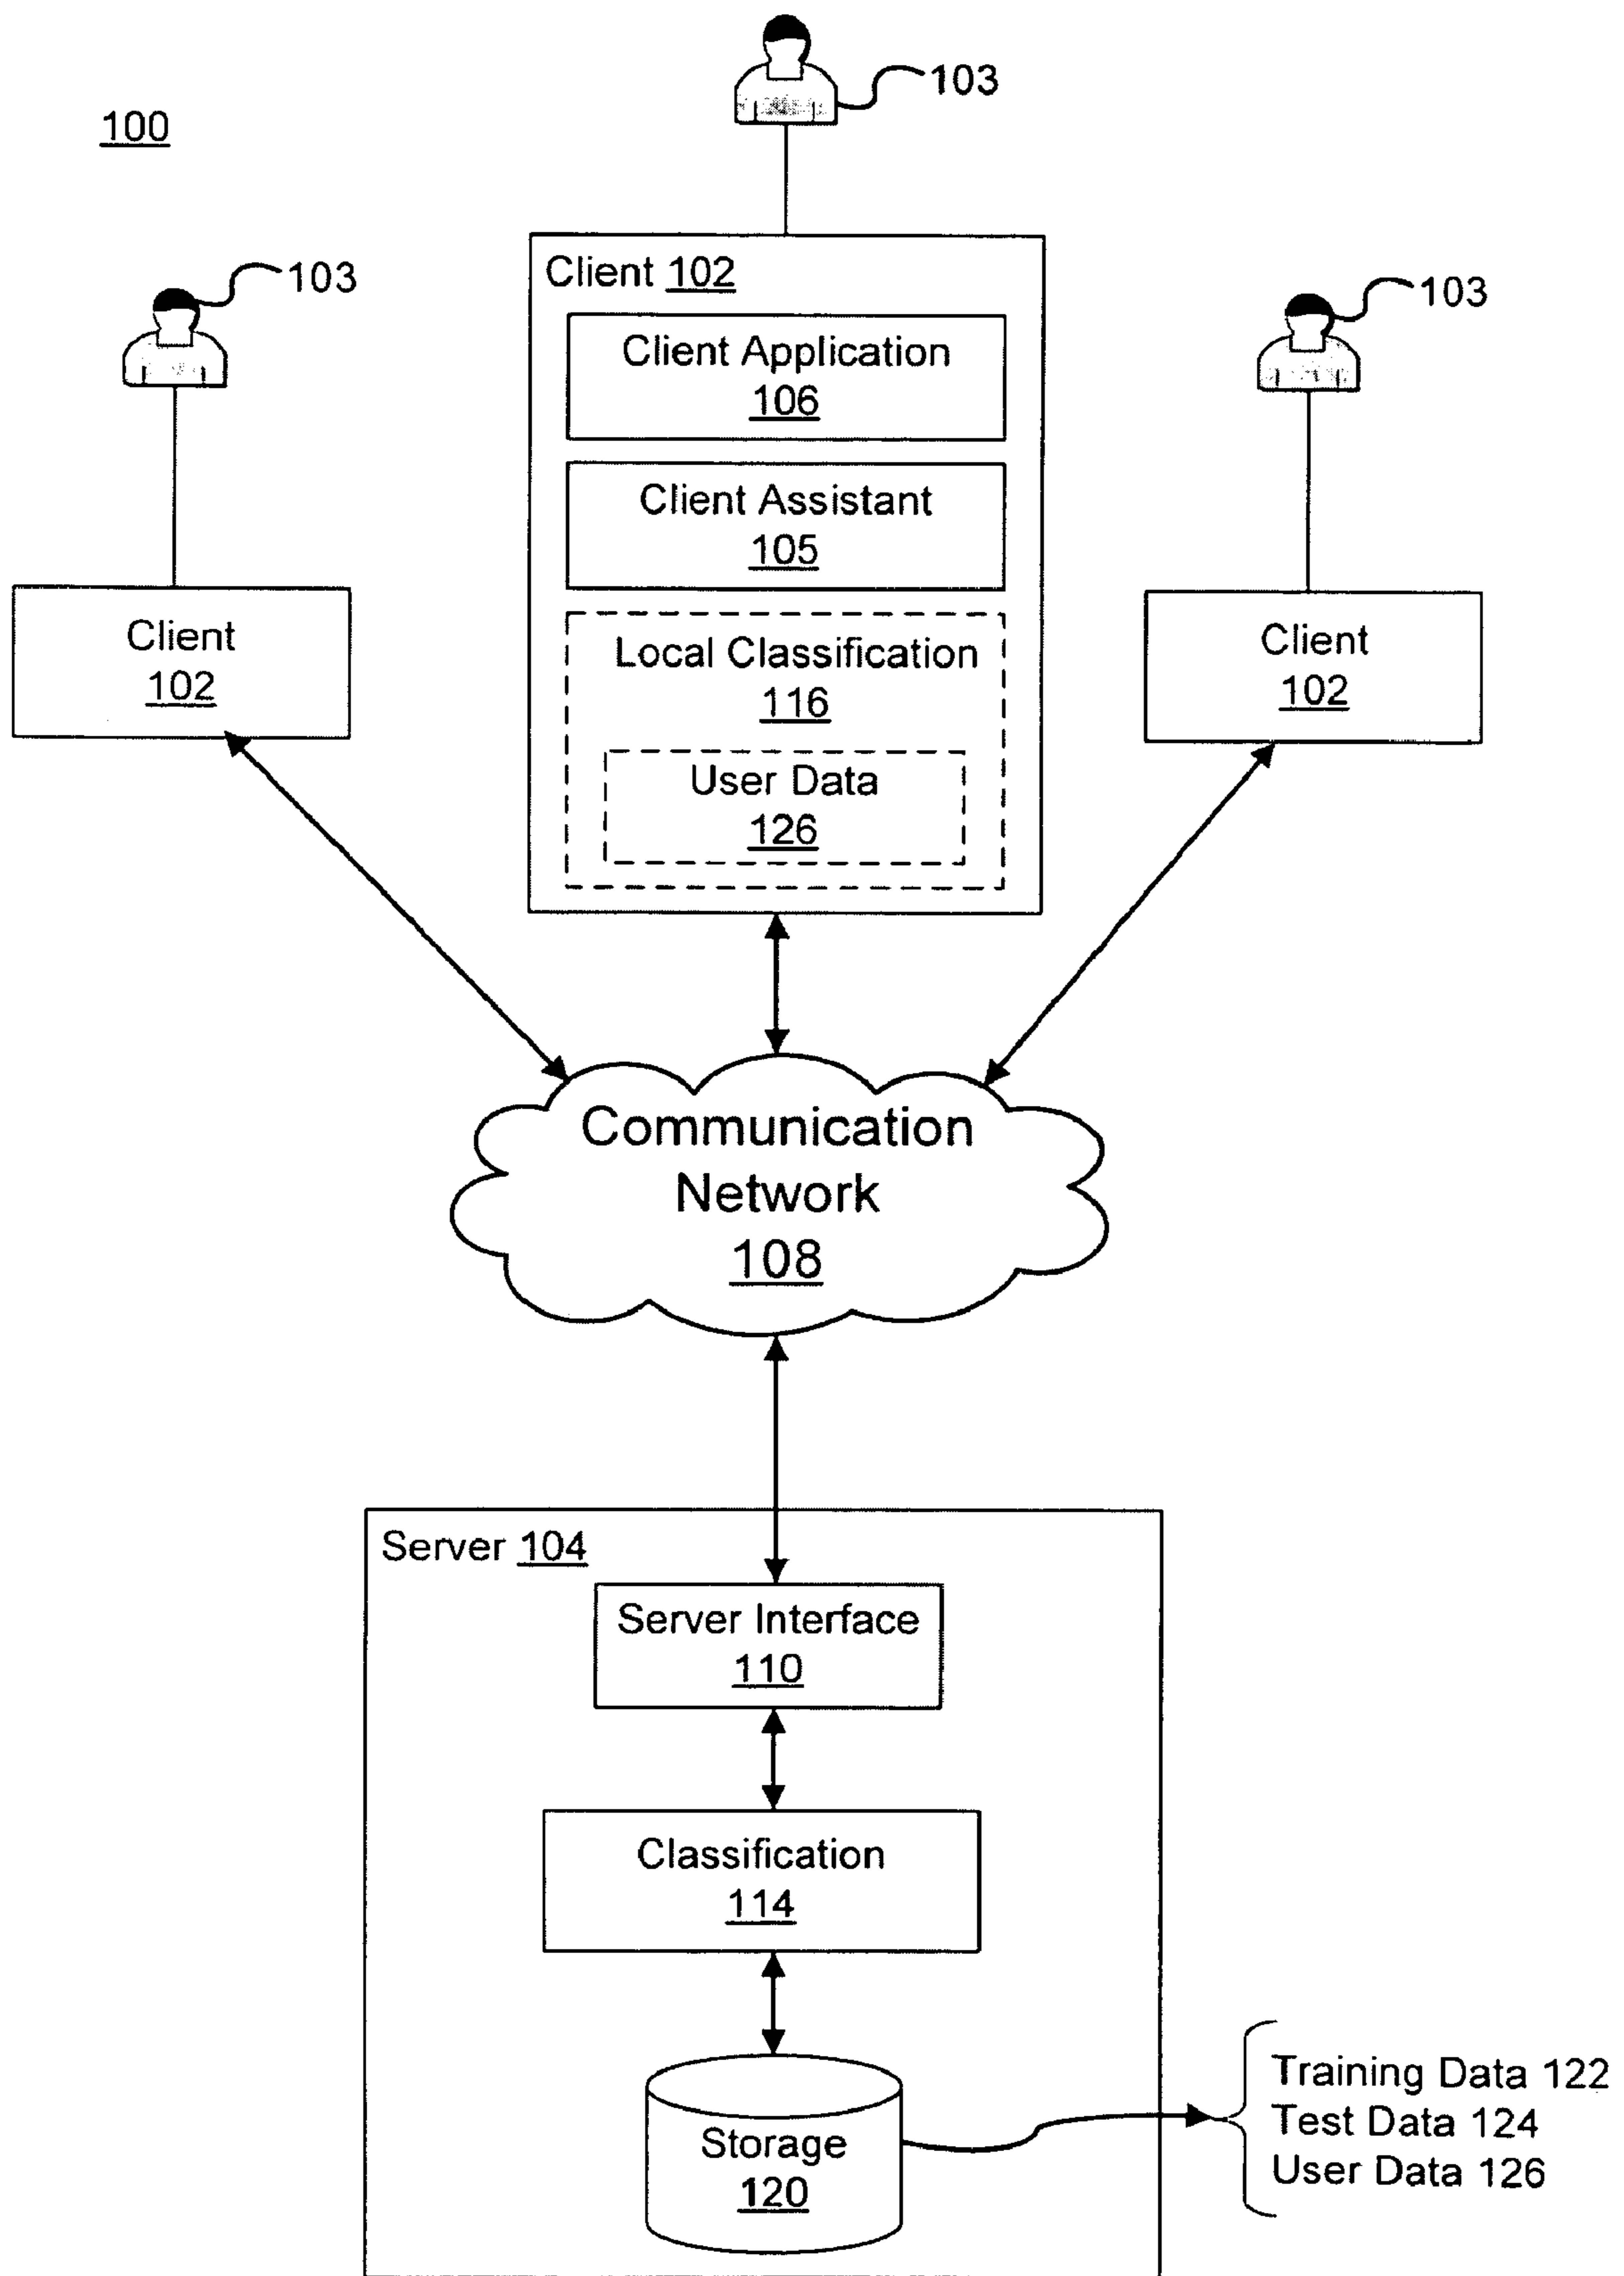 103
100
103
Client 102
103
Client Application
106
Client Assistant
105
Client
102
Local Classification
116
Client
102
User Data
126
Communication
Network
108
Server 104
Server Interface
110
Classification
114
Storage
120
Training Data 122
Test Data 124
User Data 126